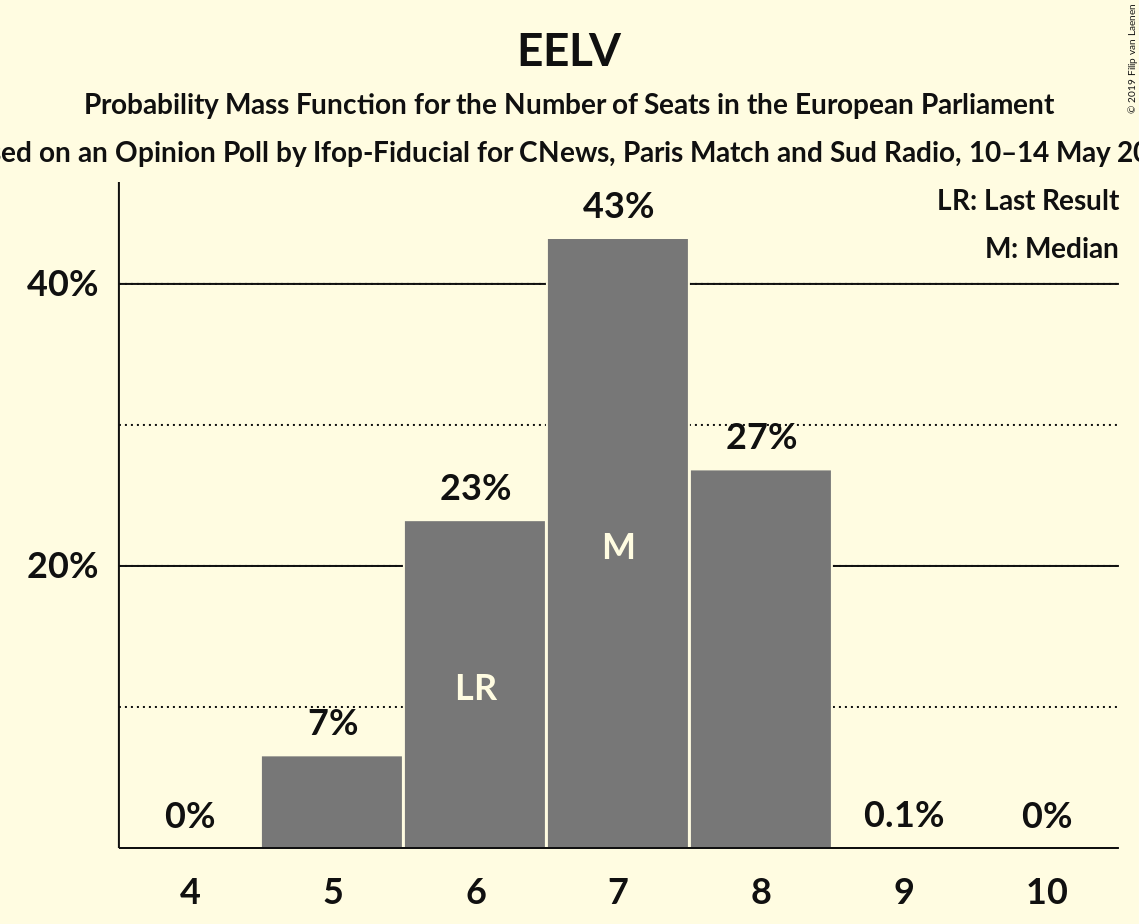 EELV
Probability Mass Function for the Number of Seats in the European Parliament
on an Opinion Poll by Ifop-Fiducial for CNews, Paris Match and Sud Radio, 10–14 May
© 2019 Filip van Laenen
LR: Last Result
M: Median
43%
40%
27%
23%
M
20%
LR
7%
0%
0.1%
0%
4 5 6 7 8 9 10